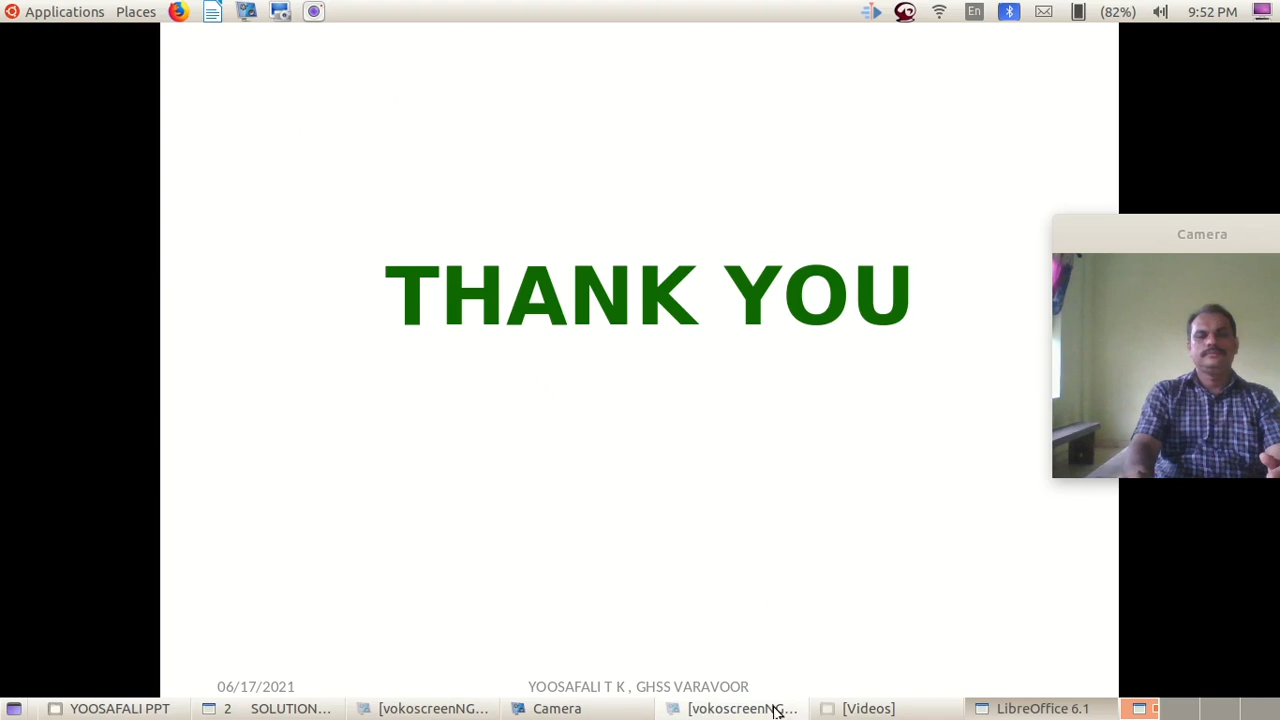 Applications Places En (82%) 9:52 PM
Camera
THANK YOU
06/17/2021 YOOSAFALI T K , GHSS VARAVOOR
YOOSAFALI PPT 2 SOLUTION... [vokoscreenNG... Camera [vokoscreenNG... [Videos] LibreOffice 6.1